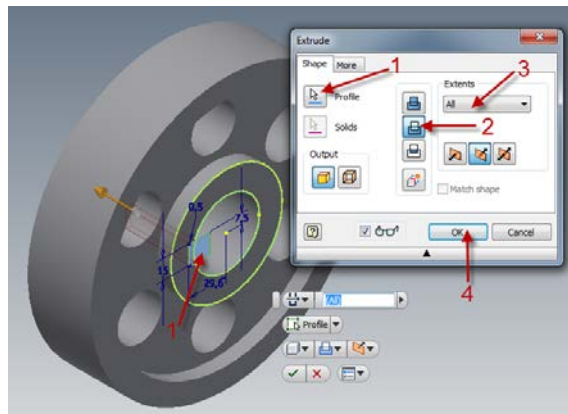 Extrude
Shape More
1
3
Profile
Extents
All
2
Solids
Output
Match shape
OK
Cancel
4
9,5
7,5
15
29,6
1
(All)
Profile